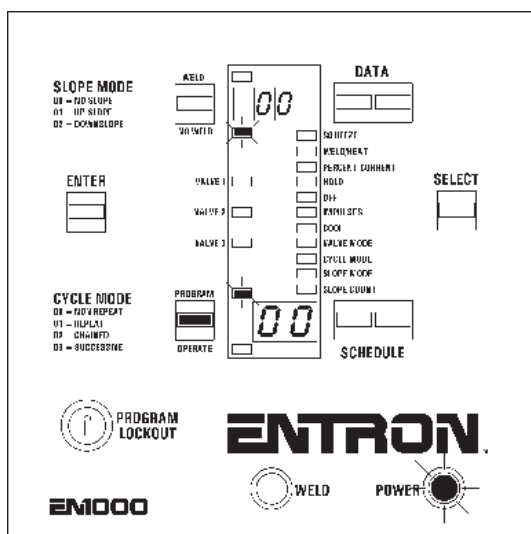 SLOPE MODE
00 – NO SLOPE
01 – UP SLOPE
02 – DOWNSLOPE
WELD
NO WELD
00
DATA
SQUEEZE
WELD/HEAT
PERCENT CURRENT
HOLD
OFF
IMPULSES
COOL
VALVE MODE
CYCLE MODE
SLOPE MODE
SLOPE COUNT
ENTER
VALVE 1
VALVE 2
VALVE 3
SELECT
CYCLE MODE
00 – NON REPEAT
01 – REPEAT
02 – CHAINED
03 – SUCCESSIVE
PROGRAM
OPERATE
00
SCHEDULE
PROGRAM
LOCKOUT
ENTRON
EN1000
WELD
POWER